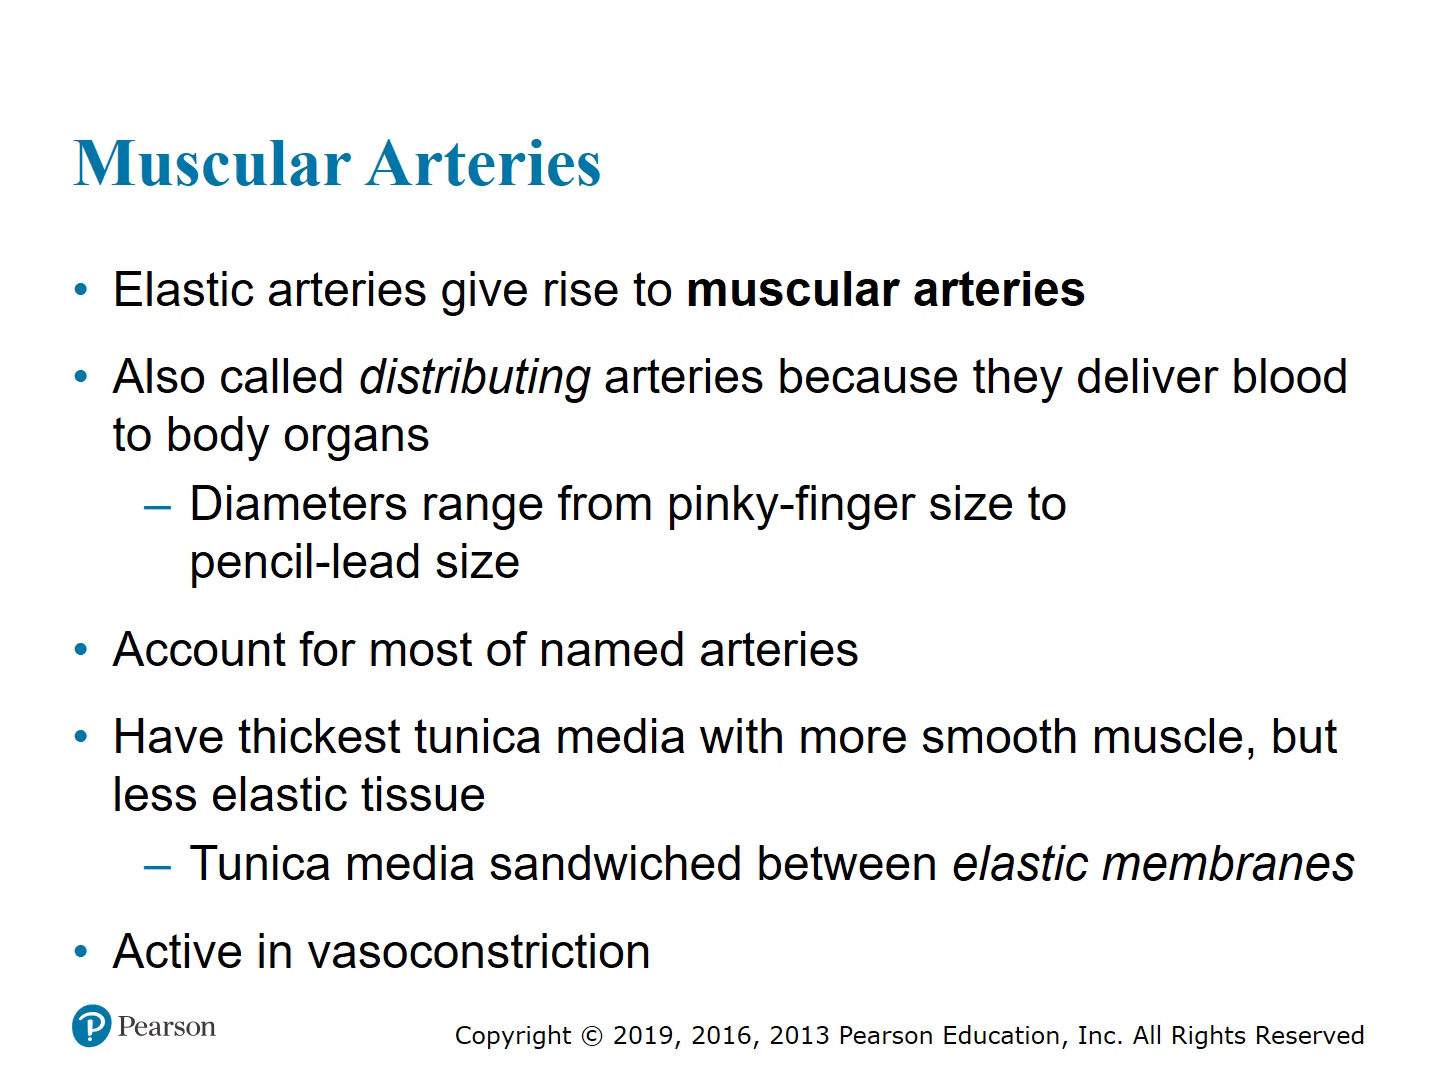 Muscular Arteries
• Elastic arteries give rise to muscular arteries
• Also called distributing arteries because they deliver blood
to body organs
– Diameters range from pinky-finger size to
pencil-lead size
• Account for most of named arteries
• Have thickest tunica media with more smooth muscle, but
less elastic tissue
– Tunica media sandwiched between elastic membranes
• Active in vasoconstriction
Pearson
Copyright © 2019, 2016, 2013 Pearson Education, Inc. All Rights Reserved